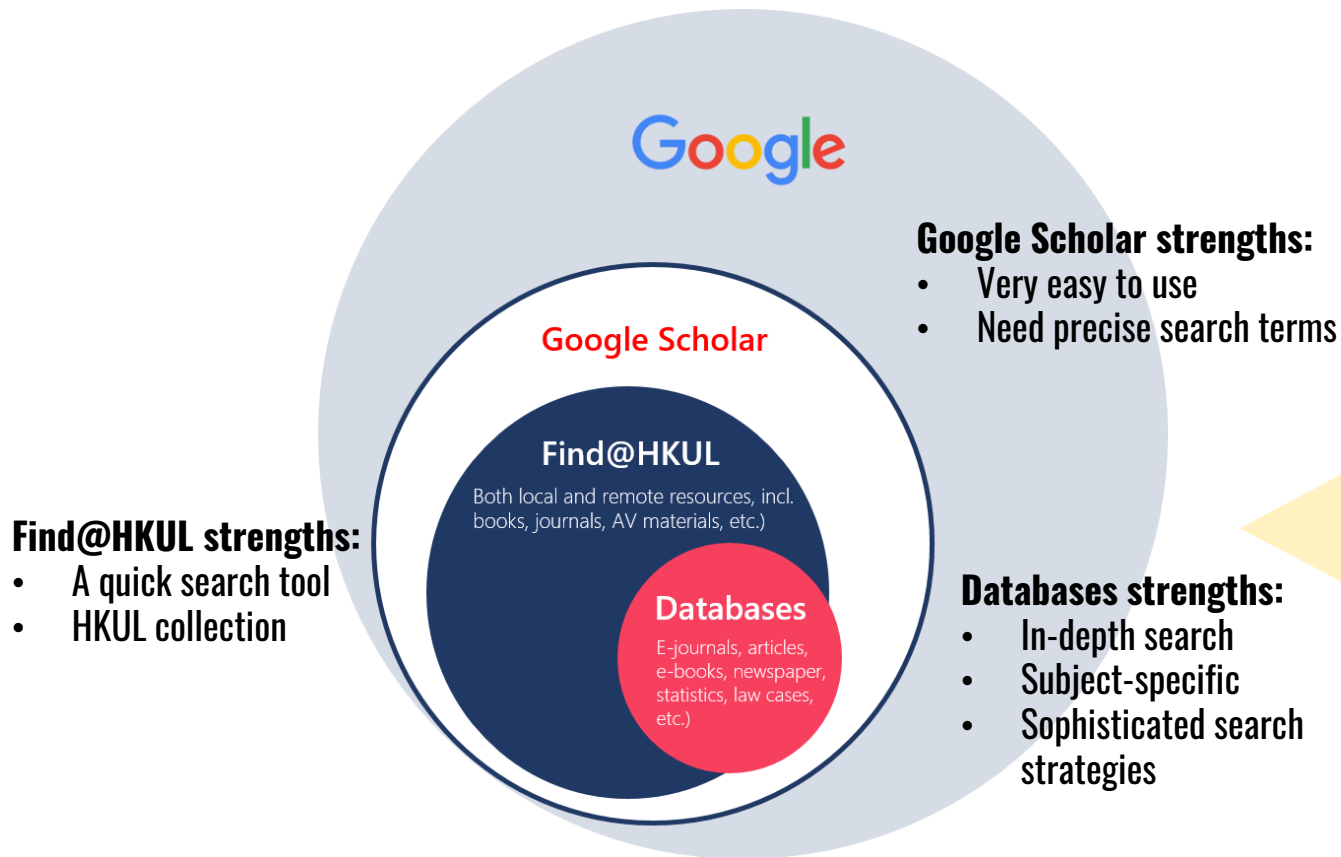 Google
Google Scholar strengths:
• Very easy to use
• Need precise search terms
Google Scholar
Find@HKUL
Both local and remote resources, incl.
books, journals, AV materials, etc.)
Find@HKUL strengths:
• A quick search tool
• HKUL collection
Databases
E-journals, articles,
e-books, newspaper,
statistics, law cases,
etc.)
Databases strengths:
• In-depth search
• Subject-specific
• Sophisticated search
strategies